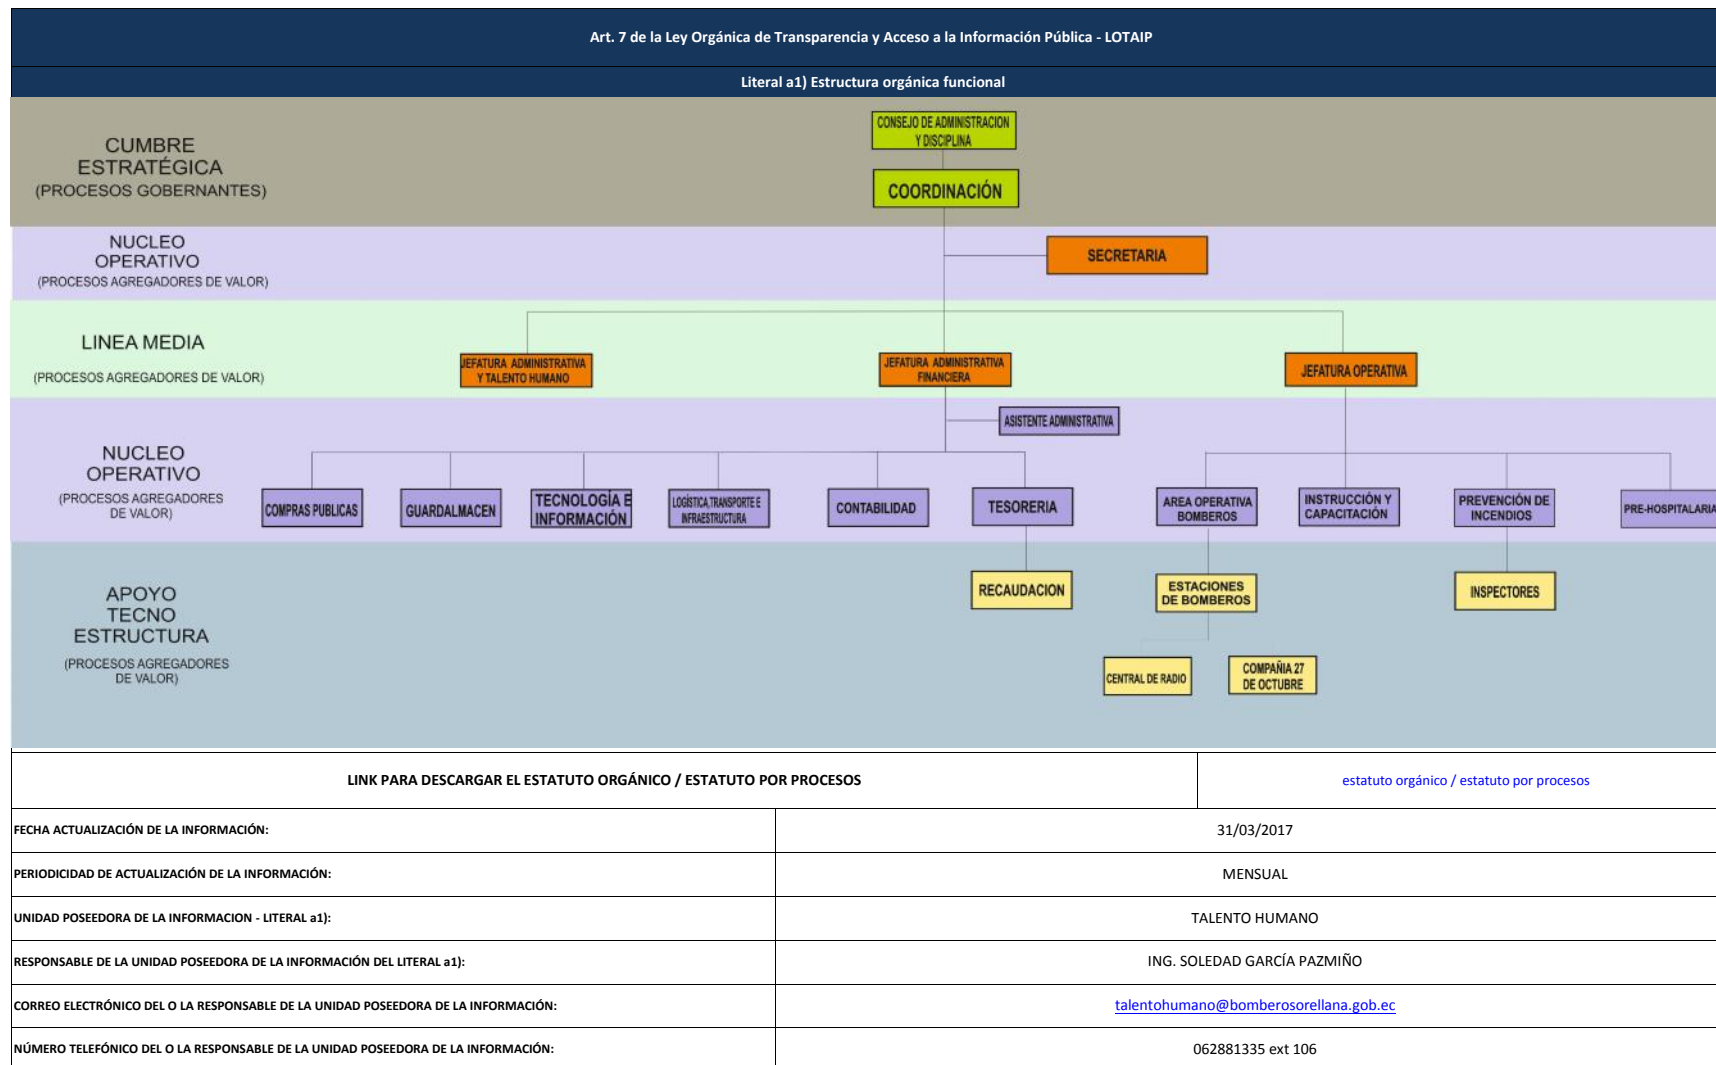 Art. 7 de la Ley Orgánica de Transparencia y Acceso a la Información Pública - LOTAIP
Literal a1) Estructura orgánica funcional
CUMBRE
ESTRATÉGICA
(PROCESOS GOBERNANTES)
CONSEJO DE ADMINISTRACION
Y DISCIPLINA
COORDINACIÓN
NUCLEO
OPERATIVO
(PROCESOS AGREGADORES DE VALOR)
SECRETARIA
LINEA MEDIA
(PROCESOS AGREGADORES DE VALOR)
JEFATURA ADMINISTRATIVA
Y TALENTO HUMANO
JEFATURA ADMINISTRATIVA
FINANCIERA
JEFATURA OPERATIVA
ASISTENTE ADMINISTRATIVA
NUCLEO
OPERATIVO
(PROCESOS AGREGADORES
DE VALOR)
COMPRAS PUBLICAS
GUARDALMACEN
TECNOLOGÍA E
INFORMACIÓN
LOGÍSTICA,TRANSPORTE E
INFRAESTRUCTURA
CONTABILIDAD
TESORERIA
AREA OPERATIVA
BOMBEROS
INSTRUCCIÓN Y
CAPACITACIÓN
PREVENCIÓN DE
INCENDIOS
PRE-HOSPITALARIA
APOYO
TECNO
ESTRUCTURA
(PROCESOS AGREGADORES
DE VALOR)
RECAUDACION
ESTACIONES
DE BOMBEROS
INSPECTORES
CENTRAL DE RADIO
COMPAÑIA 27
DE OCTUBRE
LINK PARA DESCARGAR EL ESTATUTO ORGÁNICO / ESTATUTO POR PROCESOS
estatuto orgánico / estatuto por procesos
FECHA ACTUALIZACIÓN DE LA INFORMACIÓN:
31/03/2017
PERIODICIDAD DE ACTUALIZACIÓN DE LA INFORMACIÓN:
MENSUAL
UNIDAD POSEEDORA DE LA INFORMACION - LITERAL a1):
TALENTO HUMANO
RESPONSABLE DE LA UNIDAD POSEEDORA DE LA INFORMACIÓN DEL LITERAL a1):
ING. SOLEDAD GARCÍA PAZMIÑO
CORREO ELECTRÓNICO DEL O LA RESPONSABLE DE LA UNIDAD POSEEDORA DE LA INFORMACIÓN:
talentohumano@bomberosorellana.gob.ec
NÚMERO TELEFÓNICO DEL O LA RESPONSABLE DE LA UNIDAD POSEEDORA DE LA INFORMACIÓN:
062881335 ext 106